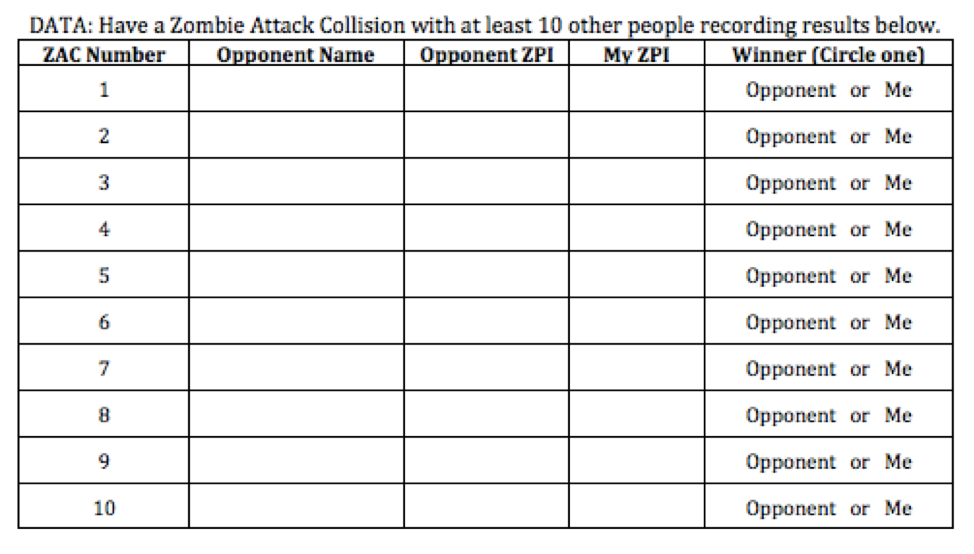 DATA: Have a Zombie Attack Collision with at least 10 other people recording results below.
ZAC Number Opponent Name Opponent ZPI My ZPI Winner (Circle one)
1 Opponent or Me
2 Opponent or Me
3 Opponent or Me
4 Opponent or Me
5 Opponent or Me
6 Opponent or Me
7 Opponent or Me
8 Opponent or Me
9 Opponent or Me
10 Opponent or Me